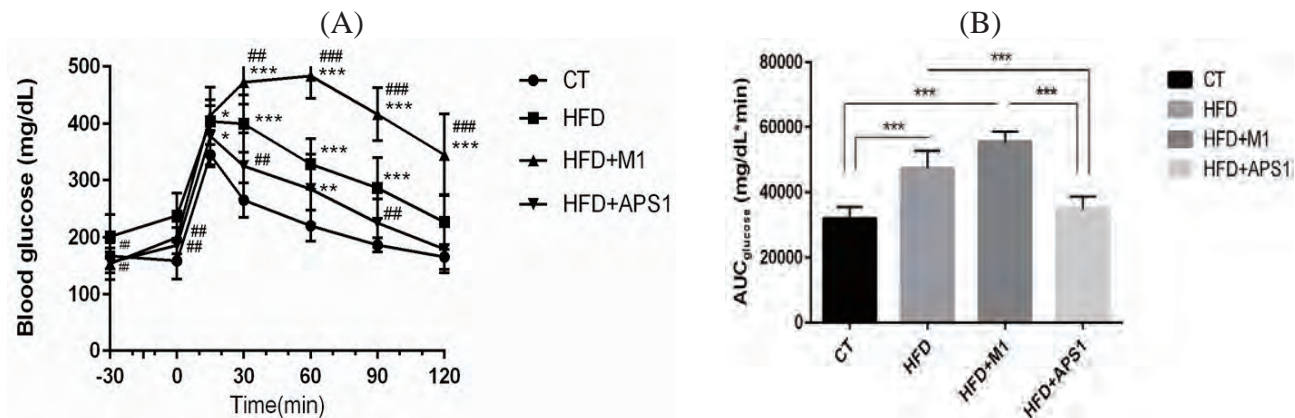 (A)
Blood glucose (mg/dL)
500
400
300
200
100
0
-30 0 30 60 90 120
Time(min)
##
***
###
***
###
***
###
***
*
***
***
***
*
##
**
##
##
##
##
##
CT
HFD
HFD+M1
HFD+APS1
(B)
AUCglucose (mg/dL*min)
80000
60000
40000
20000
0
***
***
***
***
CT
HFD
HFD+M1
HFD+APS1
CT
HFD
HFD+M1
HFD+APS1